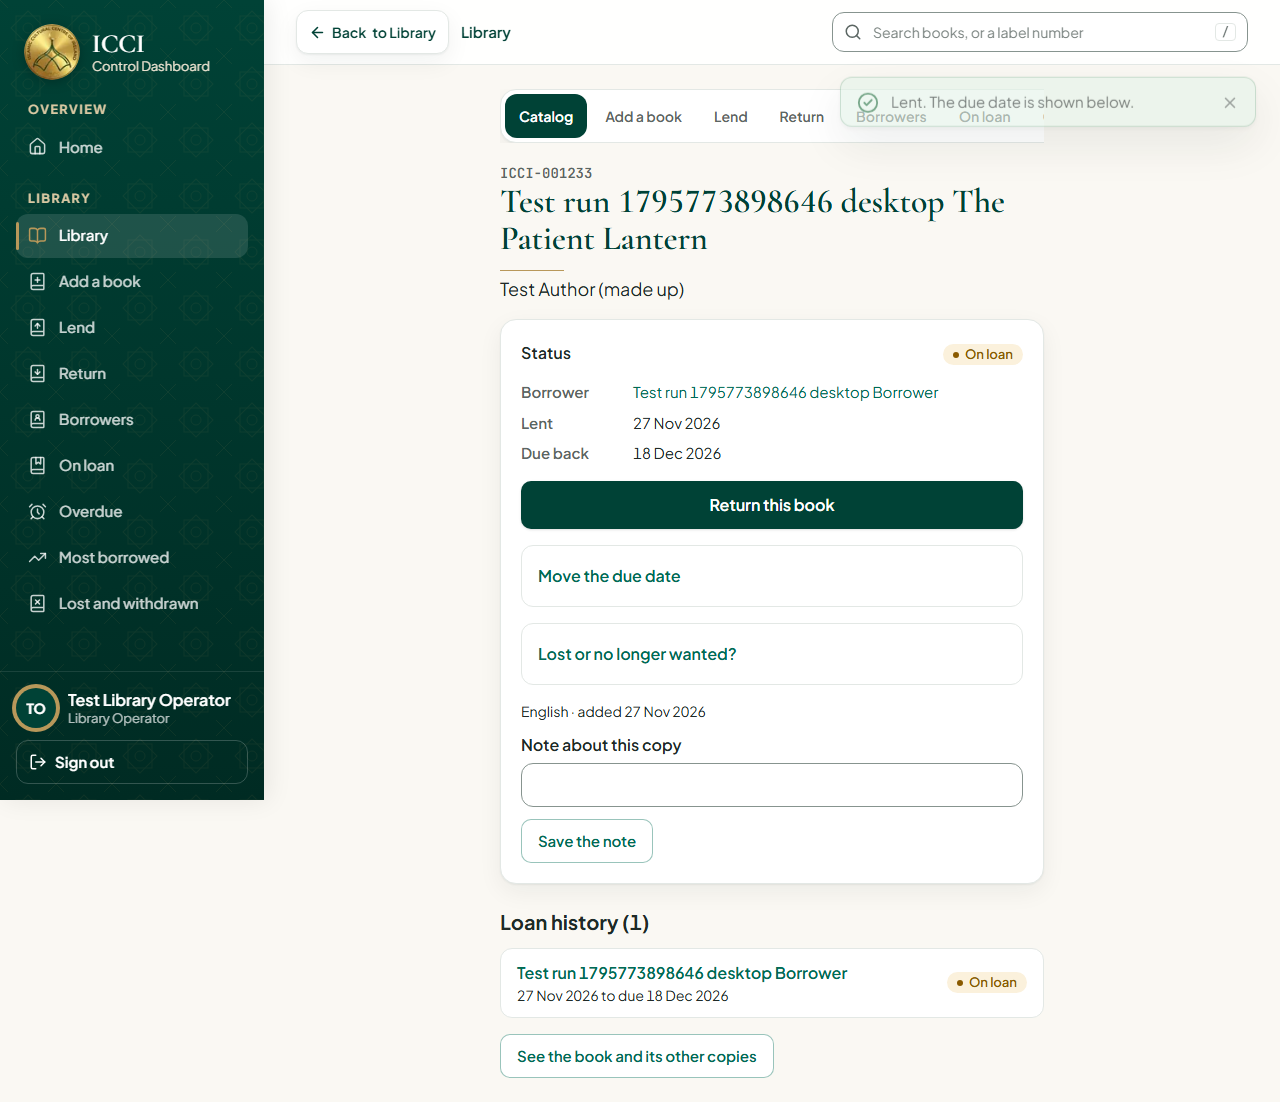 ICCI
Control Dashboard
OVERVIEW
Home
LIBRARY
Library
Add a book
Lend
Return
Borrowers
On loan
Overdue
Most borrowed
Lost and withdrawn
TO
Test Library Operator
Library Operator
Sign out
Back to Library
Library
Search books, or a label number
/
Lent. The due date is shown below.
Catalog
Add a book
Lend
Return
Borrowers
On loan
ICCI-001233
Test run 1795773898646 desktop The
Patient Lantern
Test Author (made up)
Status
On loan
Borrower
Test run 1795773898646 desktop Borrower
Lent
27 Nov 2026
Due back
18 Dec 2026
Return this book
Move the due date
Lost or no longer wanted?
English · added 27 Nov 2026
Note about this copy
Save the note
Loan history (1)
Test run 1795773898646 desktop Borrower
27 Nov 2026 to due 18 Dec 2026
On loan
See the book and its other copies